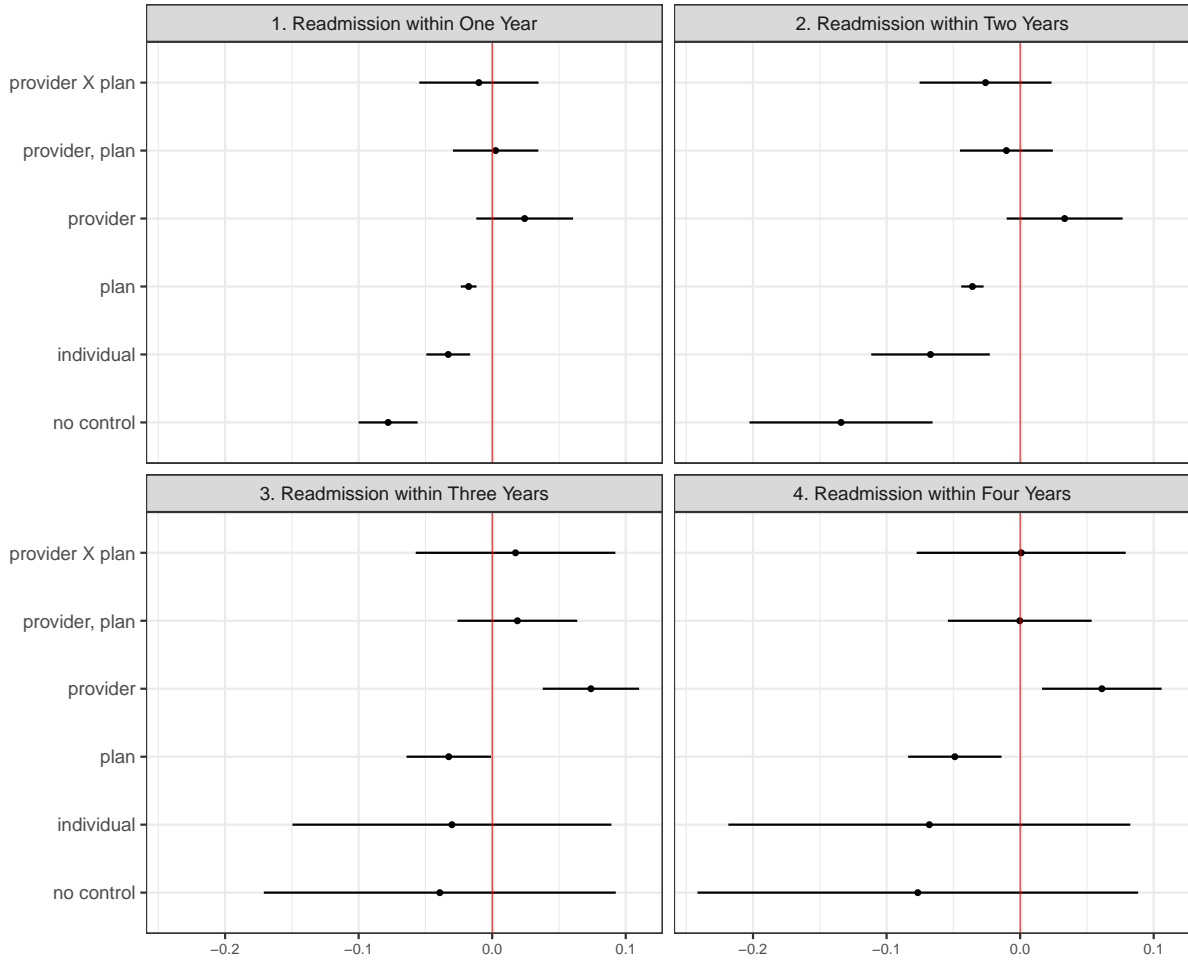 1. Readmission within One Year
2. Readmission within Two Years
provider X plan
provider, plan
provider
plan
individual
no control
3. Readmission within Three Years
4. Readmission within Four Years
provider X plan
provider, plan
provider
plan
individual
no control
−0.2 −0.1 0.0 0.1
−0.2 −0.1 0.0 0.1